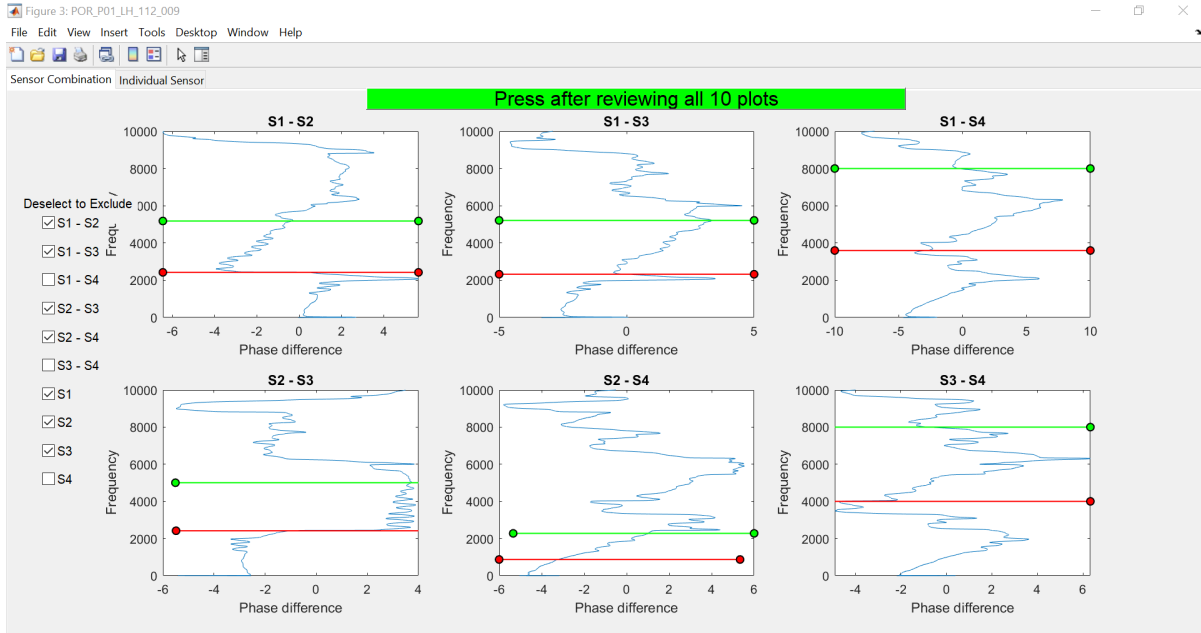 Figure 3: POR_P01_LH_112_009
File Edit View Insert Tools Desktop Window Help
Sensor Combination Individual Sensor
Press after reviewing all 10 plots
Deselect to Exclude
S1 - S2
S1 - S3
S1 - S4
S2 - S3
S2 - S4
S3 - S4
S1
S2
S3
S4
S1 - S2
10000
8000
000
4000
2000
0
-6 -4 -2 0 2 4
Phase difference
S1 - S3
Frequency
10000
8000
6000
4000
2000
0
-5 0 5
Phase difference
S1 - S4
Frequency
10000
8000
6000
4000
2000
0
-10 -5 0 5 10
Phase difference
S2 - S3
Frequency
10000
8000
6000
4000
2000
0
-6 -4 -2 0 2 4
Phase difference
S2 - S4
Frequency
10000
8000
6000
4000
2000
0
-6 -4 -2 0 2 4 6
Phase difference
S3 - S4
Frequency
10000
8000
6000
4000
2000
0
-4 -2 0 2 4 6
Phase difference